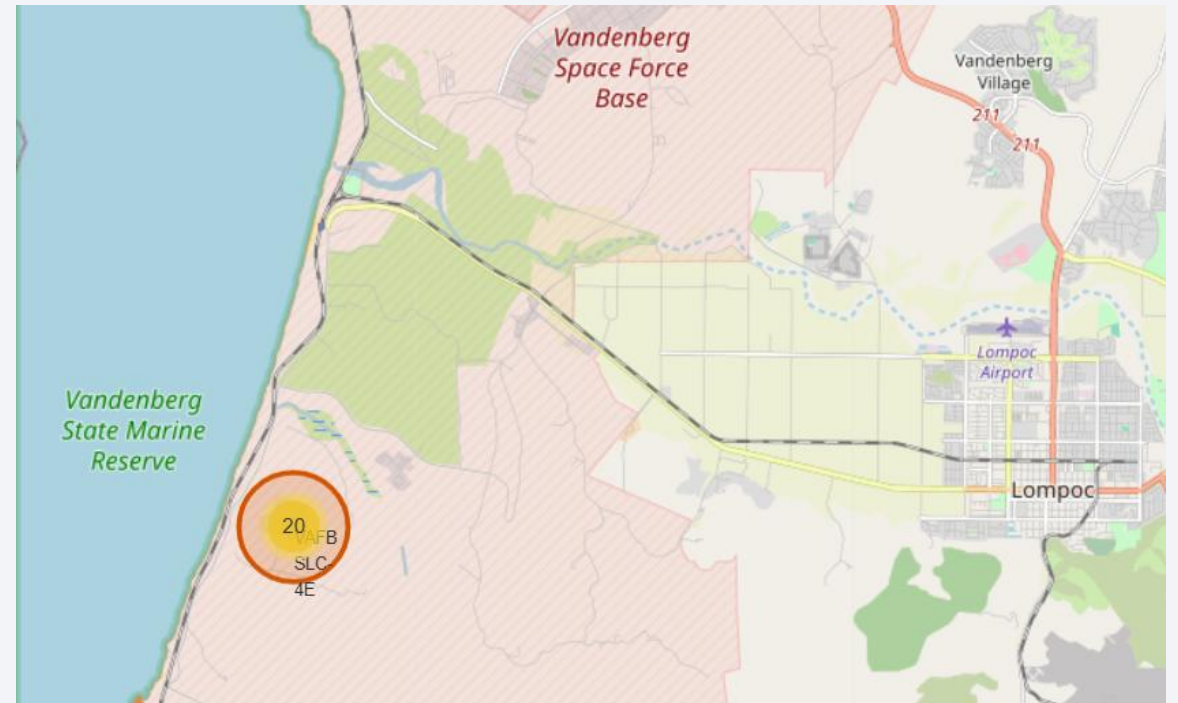 Vandenberg
Space Force
Base
Vandenberg
Village
211
211
Lompoc
Airport
Vandenberg
State Marine
Reserve
Lompoc
20
VAFB
SLC-
4E